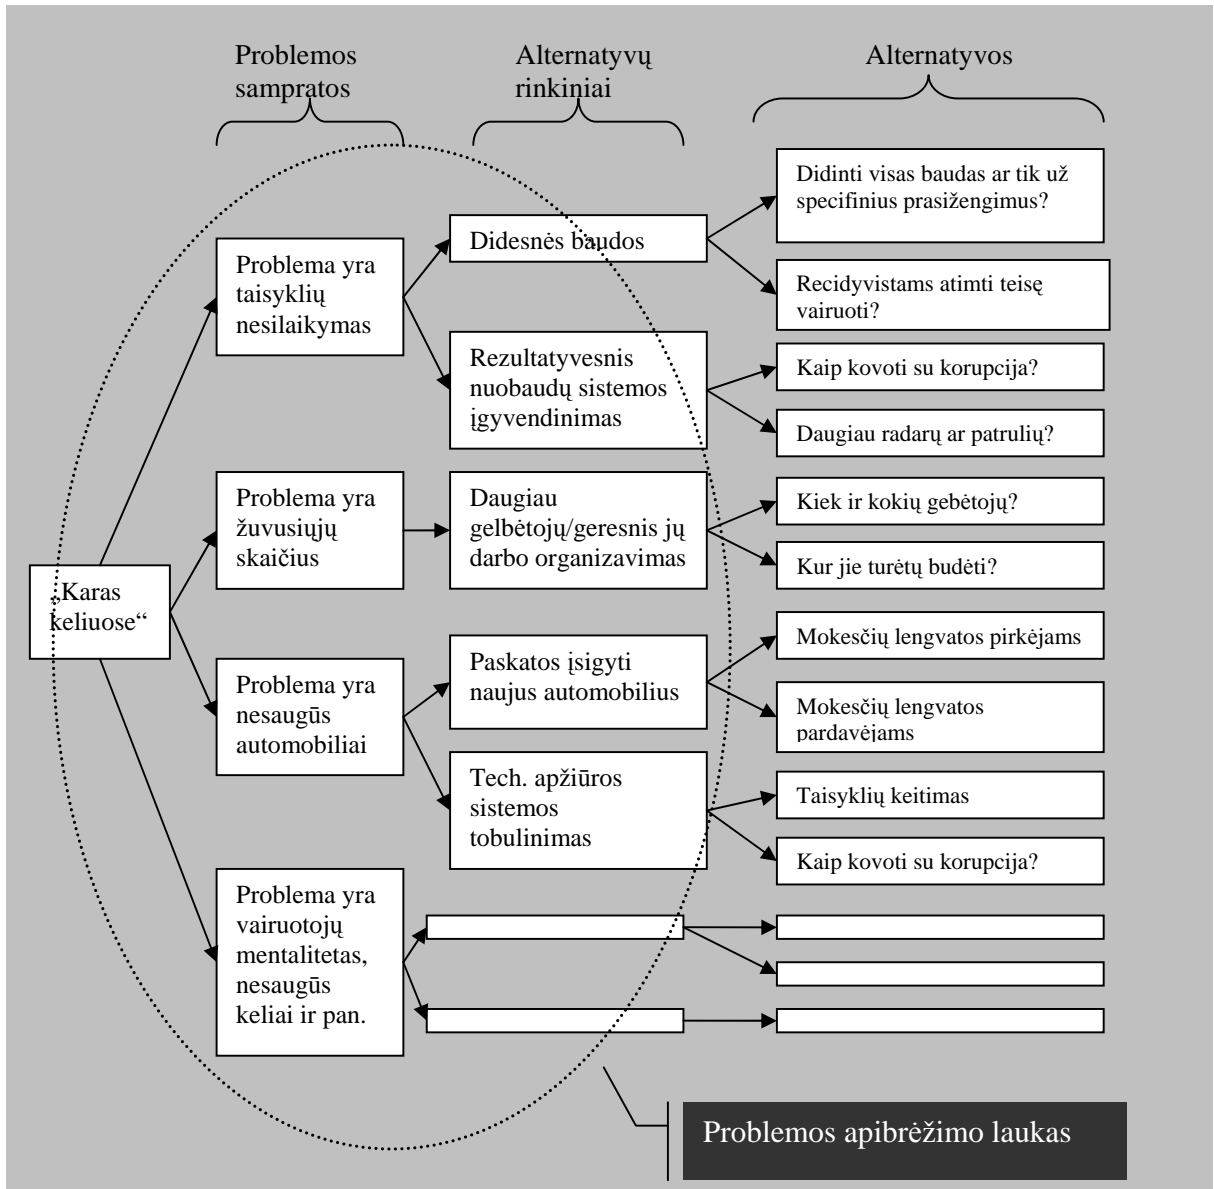 Problemos
sampratos
Alternatyvų
rinkiniai
Alternatyvos
Didinti visas baudas ar tik už
specifinius prasižengimus?
Didesnės baudos
Problema yra
taisyklių
nesilaikymas
Recidyvistams atimti teisę
vairuoti?
Rezultatyvesnis
nuobaudų sistemos
įgyvendinimas
Kaip kovoti su korupcija?
Daugiau radarų ar patrulių?
Problema yra
žuvusiųjų
skaičius
Daugiau
gelbėtojų/geresnis jų
darbo organizavimas
Kiek ir kokių gebėtojų?
Kur jie turėtų budėti?
„Karas
keliuose“
Problema yra
nesaugūs
automobiliai
Paskatos įsigyti
naujus automobilius
Mokesčių lengvatos pirkėjams
Mokesčių lengvatos
pardavėjams
Tech. apžiūros
sistemos
tobulinimas
Taisyklių keitimas
Kaip kovoti su korupcija?
Problema yra
vairuotojų
mentalitetas,
nesaugūs
keliai ir pan.
Problemos apibrėžimo laukas